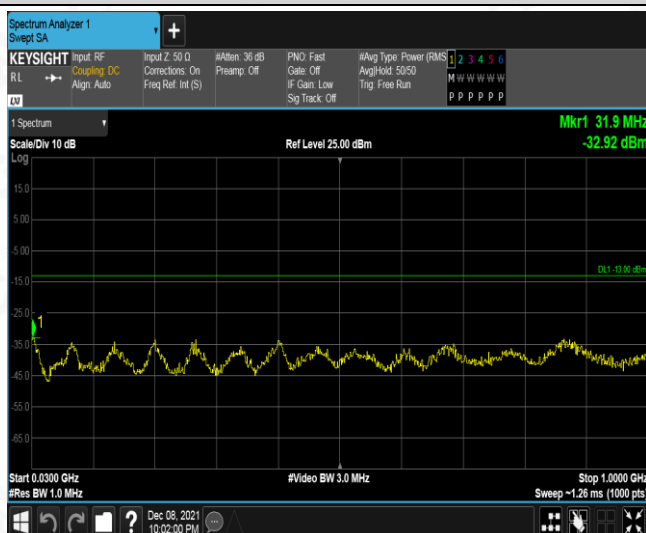 Spectrum Analyzer 1
Swept SA
+
KEYSIGHT
RL
Input: RF
Coupling: DC
Align: Auto
Input Z: 50 Ω
Corrections: On
Freq Ref: Int (S)
#Atten: 36 dB
Preamp: Off
PNO: Fast
Gate: Off
IF Gain: Low
Sig Track: Off
#Avg Type: Power (RMS
Avg|Hold: 50/50
Trig: Free Run
1 2 3 4 5 6
M W W W W W
P P P P P P
LXI
1 Spectrum
Scale/Div 10 dB
Ref Level 25.00 dBm
Mkr1 31.9 MHz
-32.92 dBm
Log
15.0
5.00
-5.00
-15.0
-25.0
-35.0
-45.0
-55.0
-65.0
DL1 -13.00 dBm
1
Start 0.0300 GHz
#Video BW 3.0 MHz
Stop 1.0000 GHz
#Res BW 1.0 MHz
Sweep ~1.26 ms (1000 pts)
?
Dec 08, 2021
10:02:00 PM